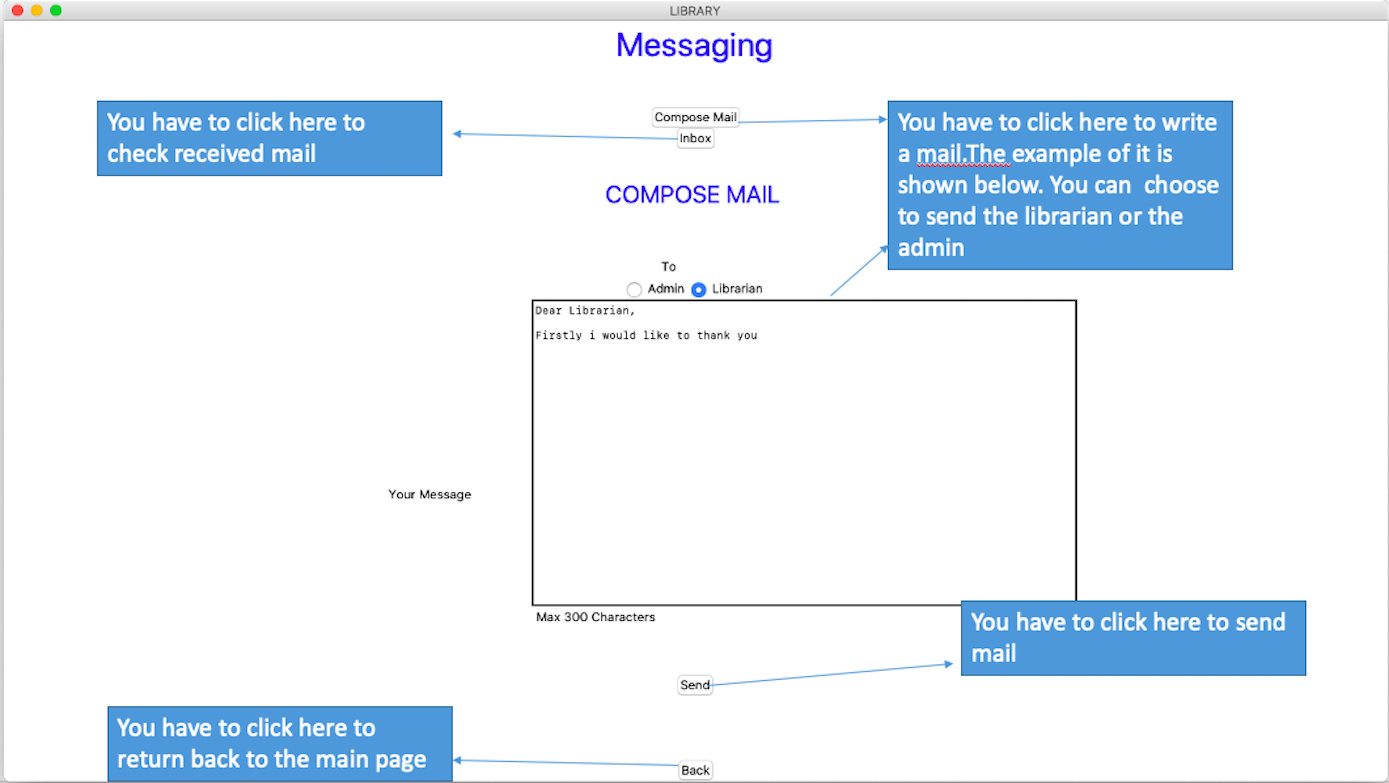 LIBRARY
Messaging
You have to click here to
check received mail
Compose Mail
Inbox
You have to click here to write
a mail.The example of it is
shown below. You can  choose
to send the librarian or the
admin
COMPOSE MAIL
To
Admin Librarian
Dear Librarian,
Firstly i would like to thank you
Your Message
Max 300 Characters
You have to click here to send
mail
Send
You have to click here to
return back to the main page
Back